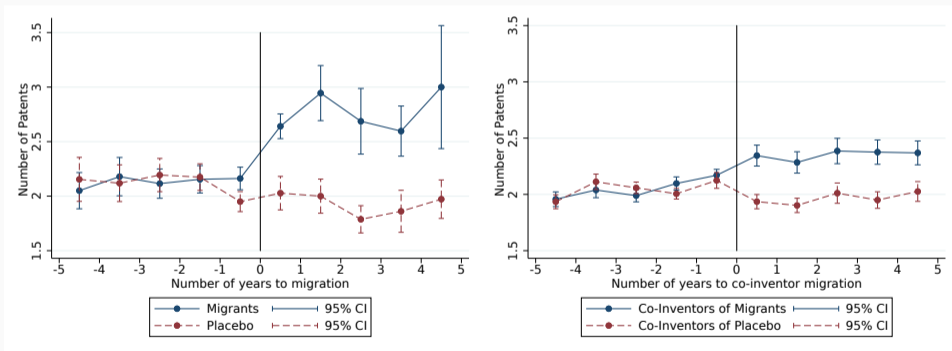 Number of Patents
3.5
3
2.5
2
1.5
-5 -4 -3 -2 -1 0 1 2 3 4 5
Number of years to migration
Migrants 95% CI
Placebo 95% CI
Number of Patents
3.5
3
2.5
2
1.5
-5 -4 -3 -2 -1 0 1 2 3 4 5
Number of years to co-inventor migration
Co-Inventors of Migrants 95% CI
Co-Inventors of Placebo 95% CI